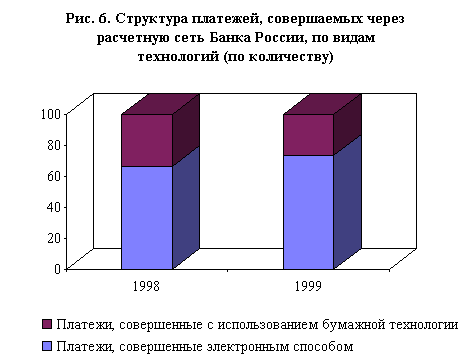 Рис. 6. Структура платежей, совершаемых через
расчетную сеть Банка России, по видам
технологий (по количеству)
100
80
60
40
20
0
1998
1999
Платежи, совершенные с использованием бумажной технологии
Платежи, совершенные электронным способом